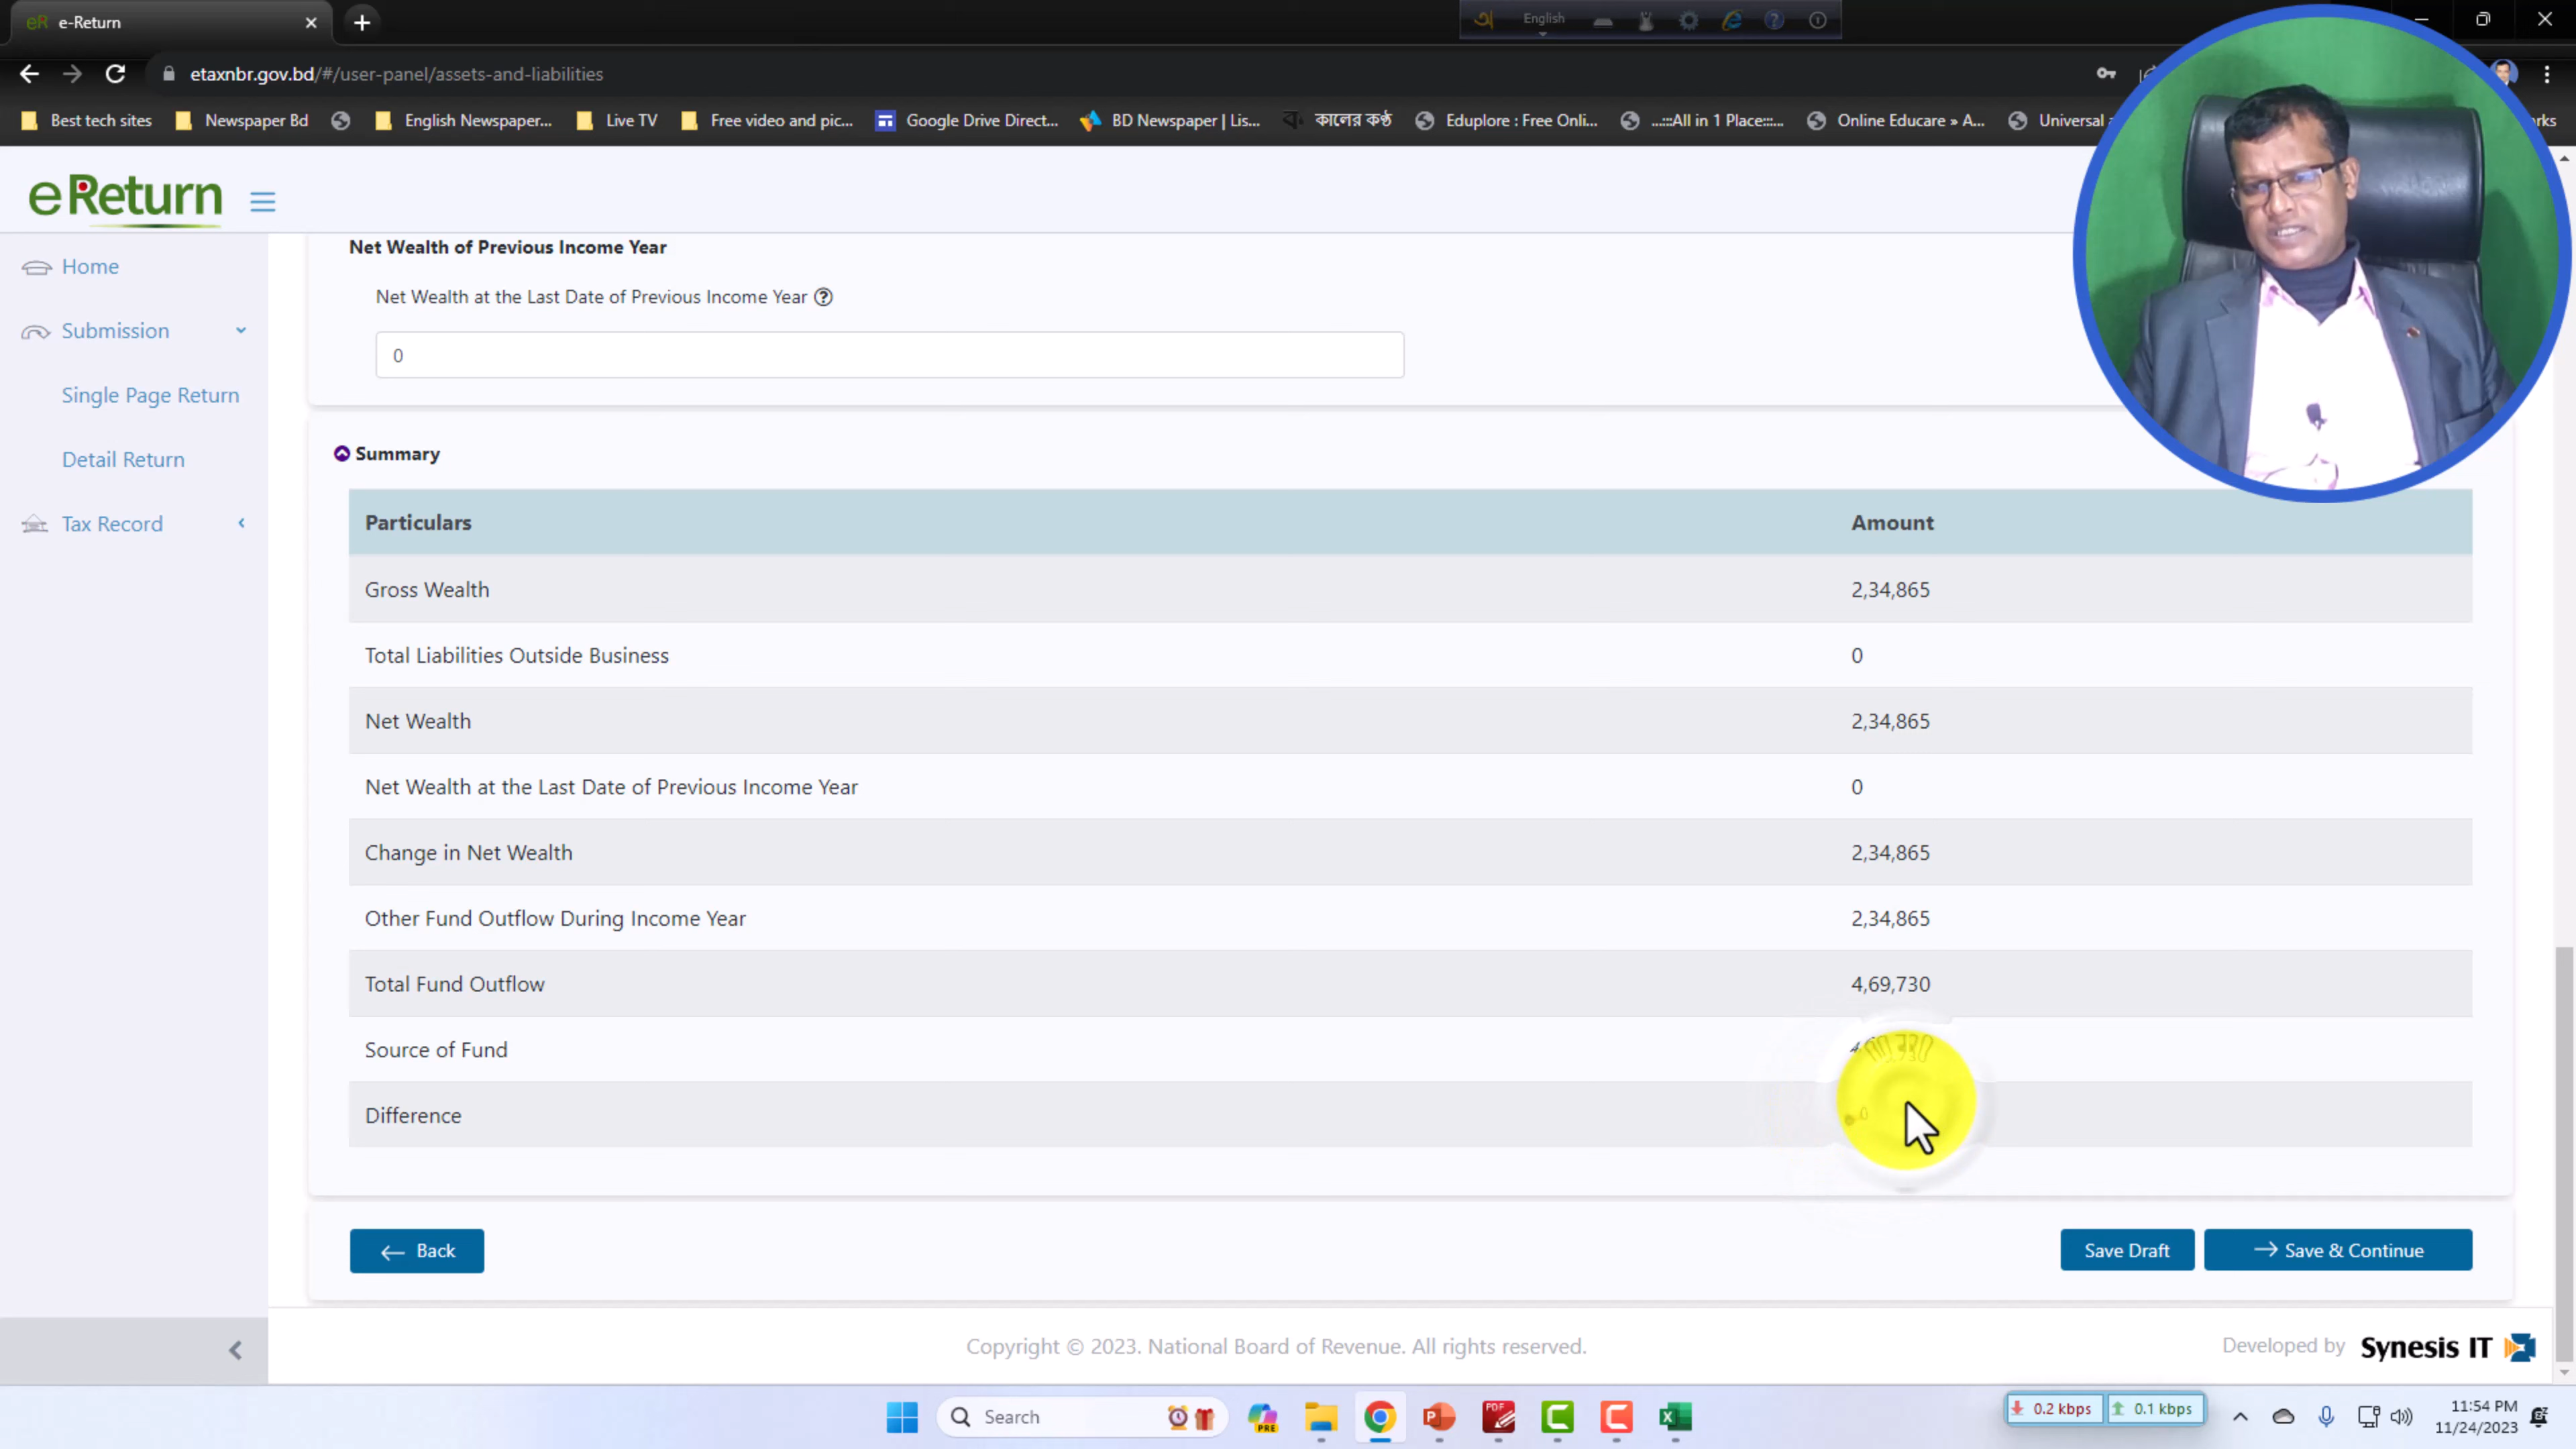 eR e-Return
অ English
etaxnbr.gov.bd/#/user-panel/assets-and-liabilities
Best tech sites Newspaper Bd English Newspaper... Live TV Free video and pic... Google Drive Direct... BD Newspaper | Lis... কালের কণ্ঠ Eduplore : Free Onli... ...:::All in 1 Place:::... Online Educare » A... Universal
eReturn
Net Wealth of Previous Income Year
Home
Net Wealth at the Last Date of Previous Income Year
Submission
0
Single Page Return
Summary
Detail Return
Particulars Amount
Tax Record
Gross Wealth 2,34,865
Total Liabilities Outside Business 0
Net Wealth 2,34,865
Net Wealth at the Last Date of Previous Income Year 0
Change in Net Wealth 2,34,865
Other Fund Outflow During Income Year 2,34,865
Total Fund Outflow 4,69,730
Source of Fund
Difference 0
Back Save Draft Save & Continue
Copyright © 2023. National Board of Revenue. All rights reserved. Developed by Synesis IT
Search PRE PDF 0.2 kbps 0.1 kbps 11:54 PM
11/24/2023